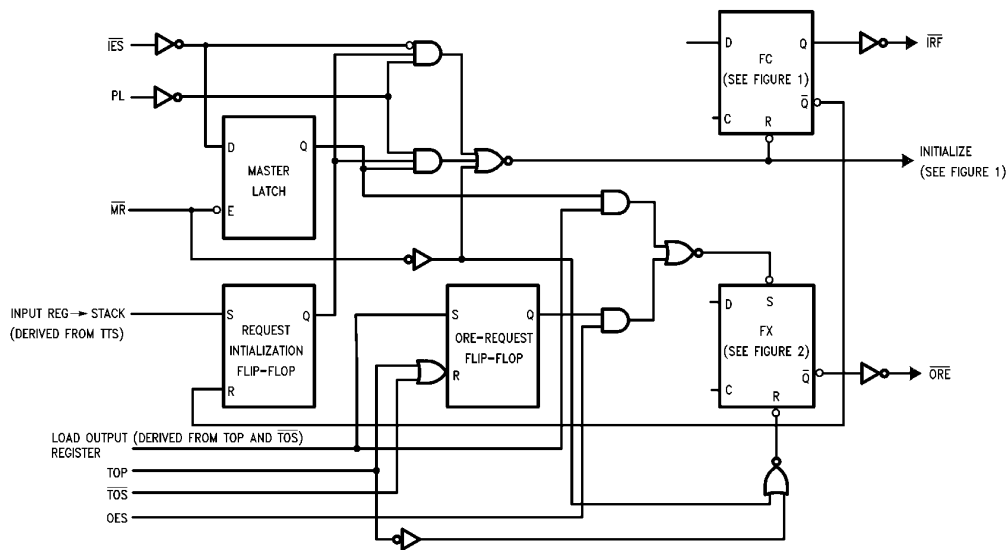 IES
PL
MR
D
Q
MASTER
LATCH
E
D
Q
FC
(SEE FIGURE 1)
Q
C
R
IRF
INITIALIZE
(SEE FIGURE 1)
INPUT REG → STACK
(DERIVED FROM TTS)
S
Q
REQUEST
INTIALIZATION
FLIP-FLOP
R
S
Q
ORE-REQUEST
FLIP-FLOP
R
S
D
FX
(SEE FIGURE 2)
Q
C
R
ORE
LOAD OUTPUT (DERIVED FROM TOP AND TOS)
REGISTER
TOP
TOS
OES